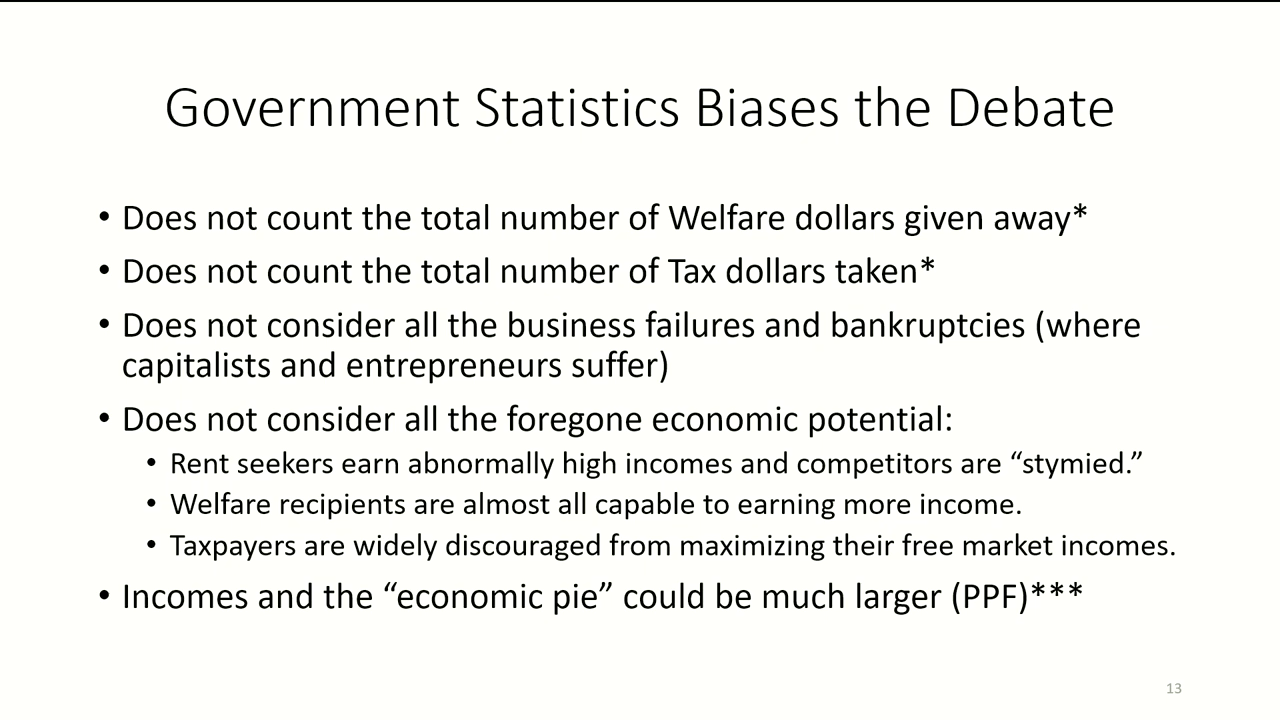 Government Statistics Biases the Debate
• Does not count the total number of Welfare dollars given away*
• Does not count the total number of Tax dollars taken*
• Does not consider all the business failures and bankruptcies (where
capitalists and entrepreneurs suffer)
• Does not consider all the foregone economic potential:
• Rent seekers earn abnormally high incomes and competitors are “stymied.”
• Welfare recipients are almost all capable to earning more income.
• Taxpayers are widely discouraged from maximizing their free market incomes.
• Incomes and the “economic pie” could be much larger (PPF)***
13